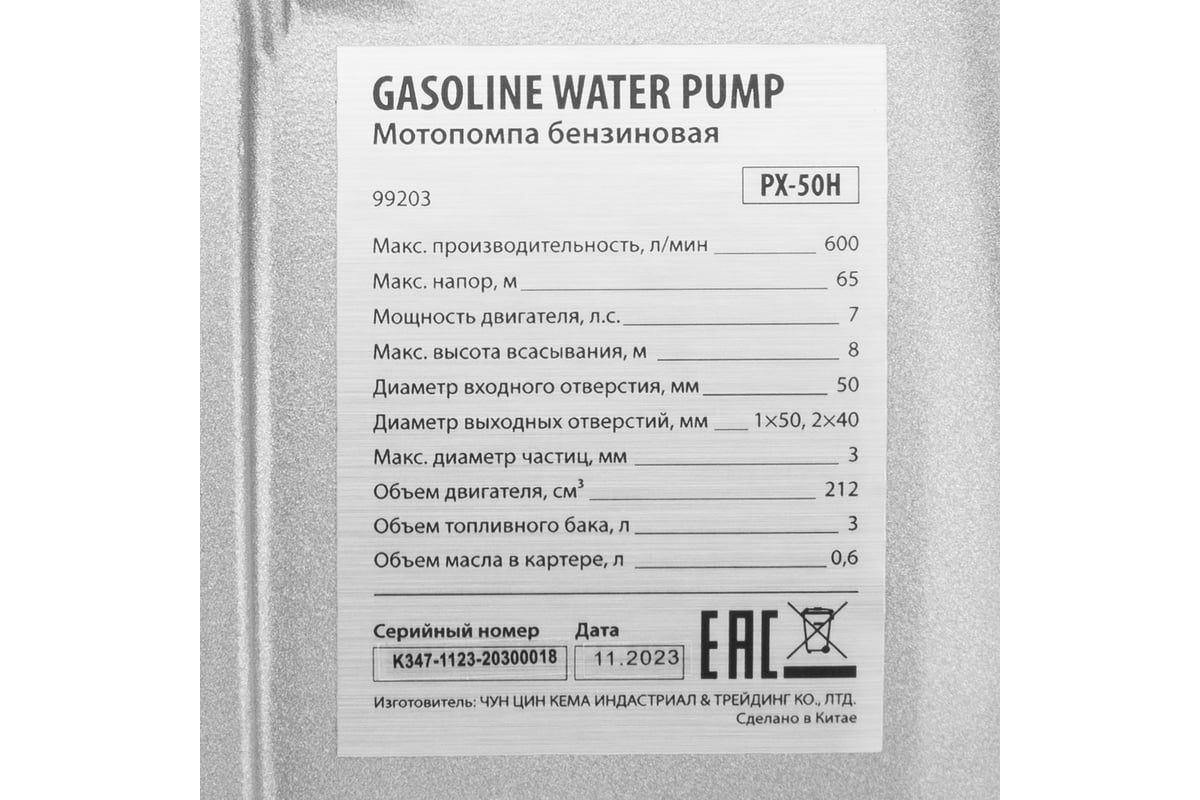 GASOLINE WATER PUMP
Мотопомпа бензиновая
PX-50H
99203
Макс. производительность, л/мин 600
Макс. напор, м 65
Мощность двигателя, л.с. 7
Макс. высота всасывания, м 8
Диаметр входного отверстия, мм 50
Диаметр выходных отверстий, мм 1×50, 2×40
Макс. диаметр частиц, мм 3
Объем двигателя, см³ 212
Объем топливного бака, л 3
Объем масла в картере, л 0,6
Серийный номер Дата
K347-1123-20300018 11.2023
EAC
Изготовитель: ЧУН ЦИН КЕМА ИНДАСТРИАЛ & ТРЕЙДИНГ КО., ЛТД.
Сделано в Китае